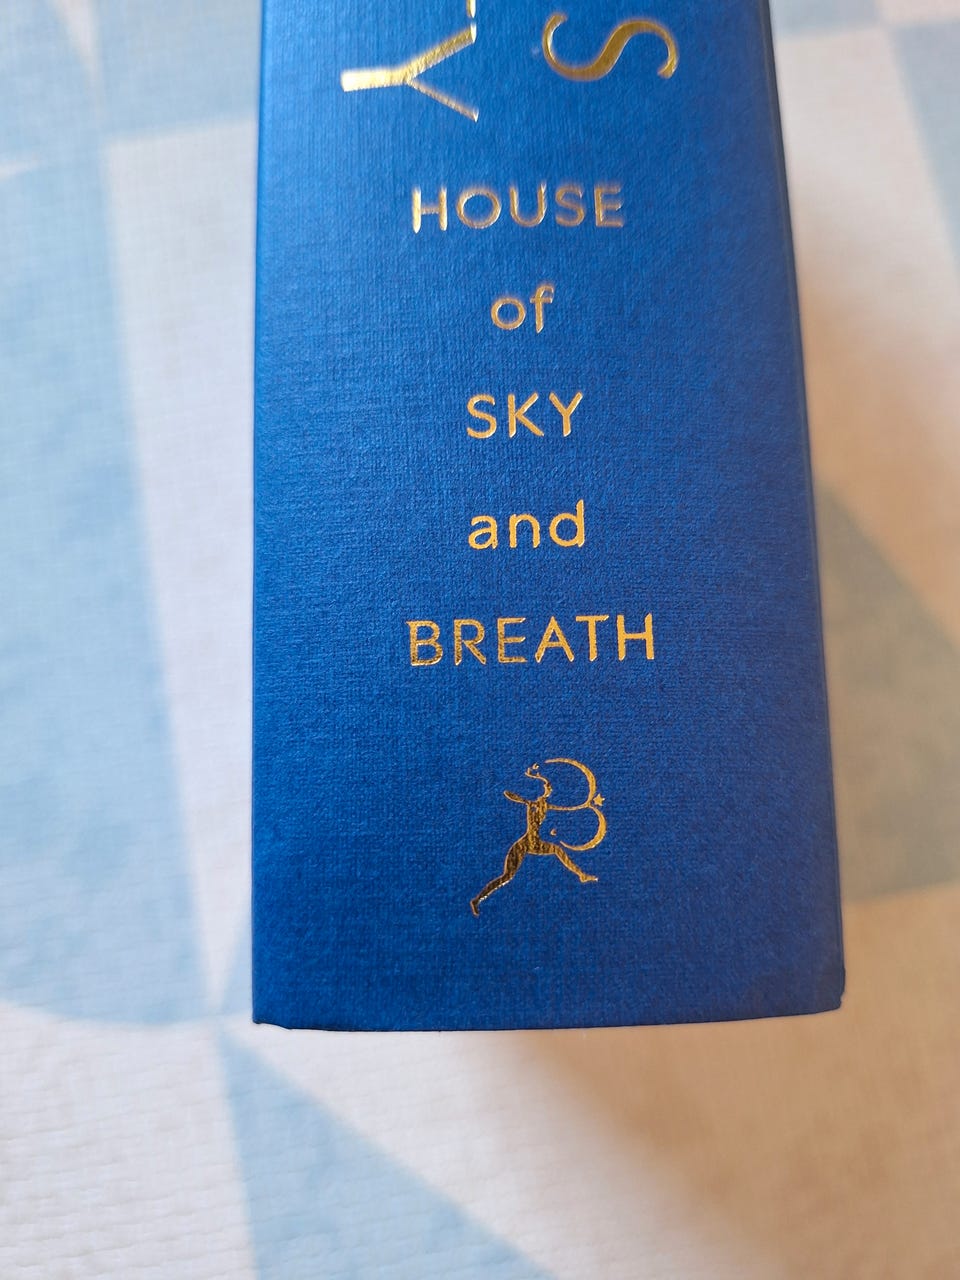 Y S
HOUSE
of
SKY
and
BREATH